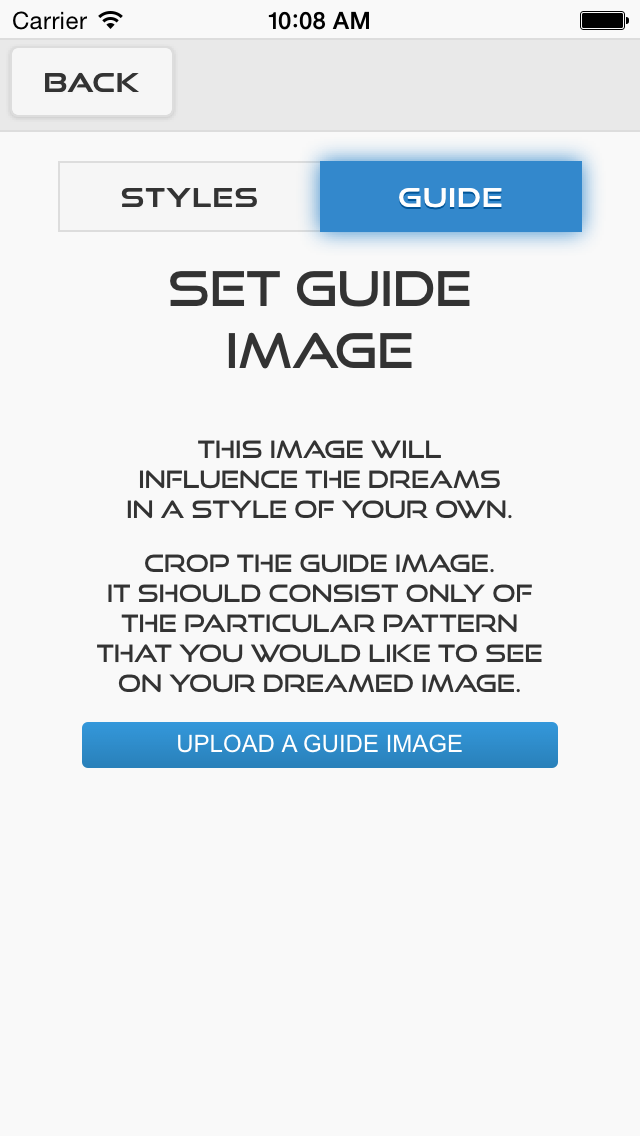 Carrier 10:08 AM
BACK
STYLES GUIDE
SET GUIDE
IMAGE
THIS IMAGE WILL
INFLUENCE THE DREAMS
IN A STYLE OF YOUR OWN.
CROP THE GUIDE IMAGE.
IT SHOULD CONSIST ONLY OF
THE PARTICULAR PATTERN
THAT YOU WOULD LIKE TO SEE
ON YOUR DREAMED IMAGE.
UPLOAD A GUIDE IMAGE